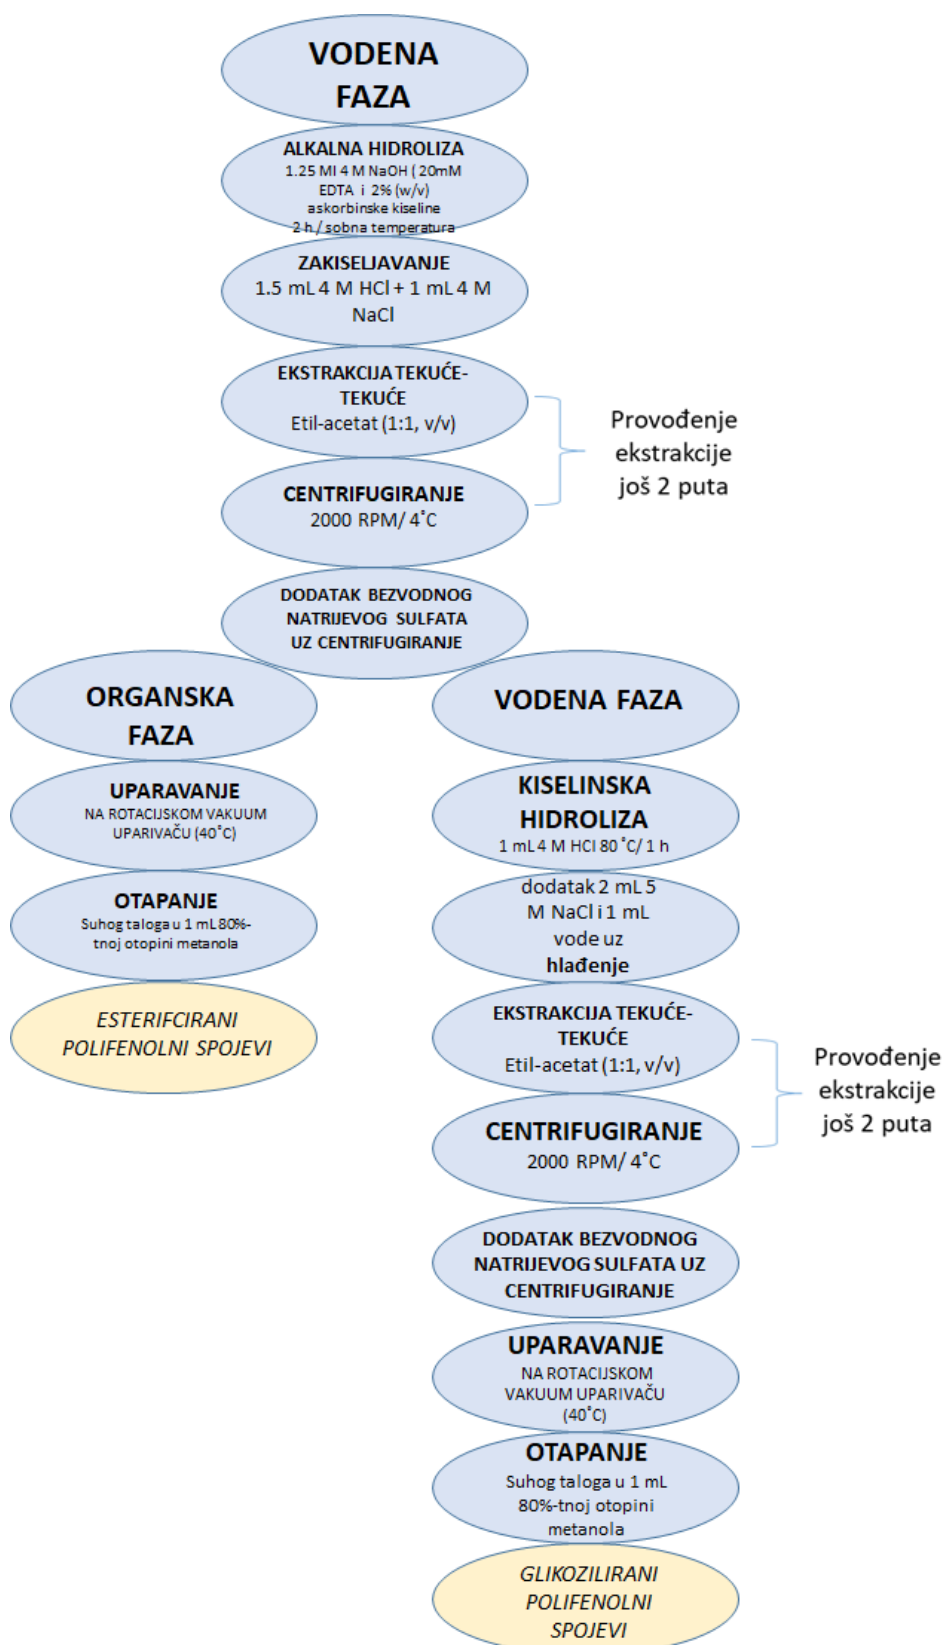 VODENA
FAZA
ALKALNA HIDROLIZA
1.25 Ml 4 M NaOH ( 20mM
EDTA i 2% (w/v)
askorbinske kiseline
2 h / sobna temperatura
ZAKISELJAVANJE
1.5 mL 4 M HCl + 1 mL 4 M
NaCl
EKSTRAKCIJA TEKUĆE-
TEKUĆE
Etil-acetat (1:1, v/v)
CENTRIFUGIRANJE
2000 RPM/ 4˚C
Provođenje
ekstrakcije
još 2 puta
DODATAK BEZVODNOG
NATRIJEVOG SULFATA
UZ CENTRIFUGIRANJE
ORGANSKA
FAZA
UPARAVANJE
NA ROTACIJSKOM VAKUUM
UPARIVAČU (40˚C)
OTAPANJE
Suhog taloga u 1 mL 80%-
tnoj otopini metanola
ESTERIFCIRANI
POLIFENOLNI SPOJEVI
VODENA FAZA
KISELINSKA
HIDROLIZA
1 mL 4 M HCl 80 ˚C/ 1 h
dodatak 2 mL 5
M NaCl i 1 mL
vode uz
hlađenje
EKSTRAKCIJA TEKUĆE-
TEKUĆE
Etil-acetat (1:1, v/v)
CENTRIFUGIRANJE
2000 RPM/ 4˚C
Provođenje
ekstrakcije
još 2 puta
DODATAK BEZVODNOG
NATRIJEVOG SULFATA UZ
CENTRIFUGIRANJE
UPARAVANJE
NA ROTACIJSKOM
VAKUUM UPARIVAČU
(40˚C)
OTAPANJE
Suhog taloga u 1 mL
80%-tnoj otopini
metanola
GLIKOZILIRANI
POLIFENOLNI
SPOJEVI